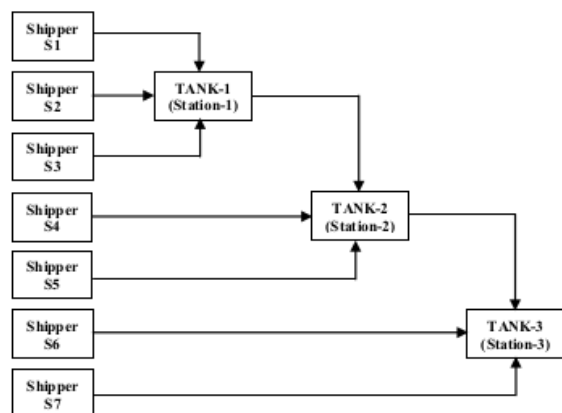 Shipper
S1
Shipper
S2
TANK-1
(Station-1)
Shipper
S3
Shipper
S4
TANK-2
(Station-2)
Shipper
S5
Shipper
S6
TANK-3
(Station-3)
Shipper
S7